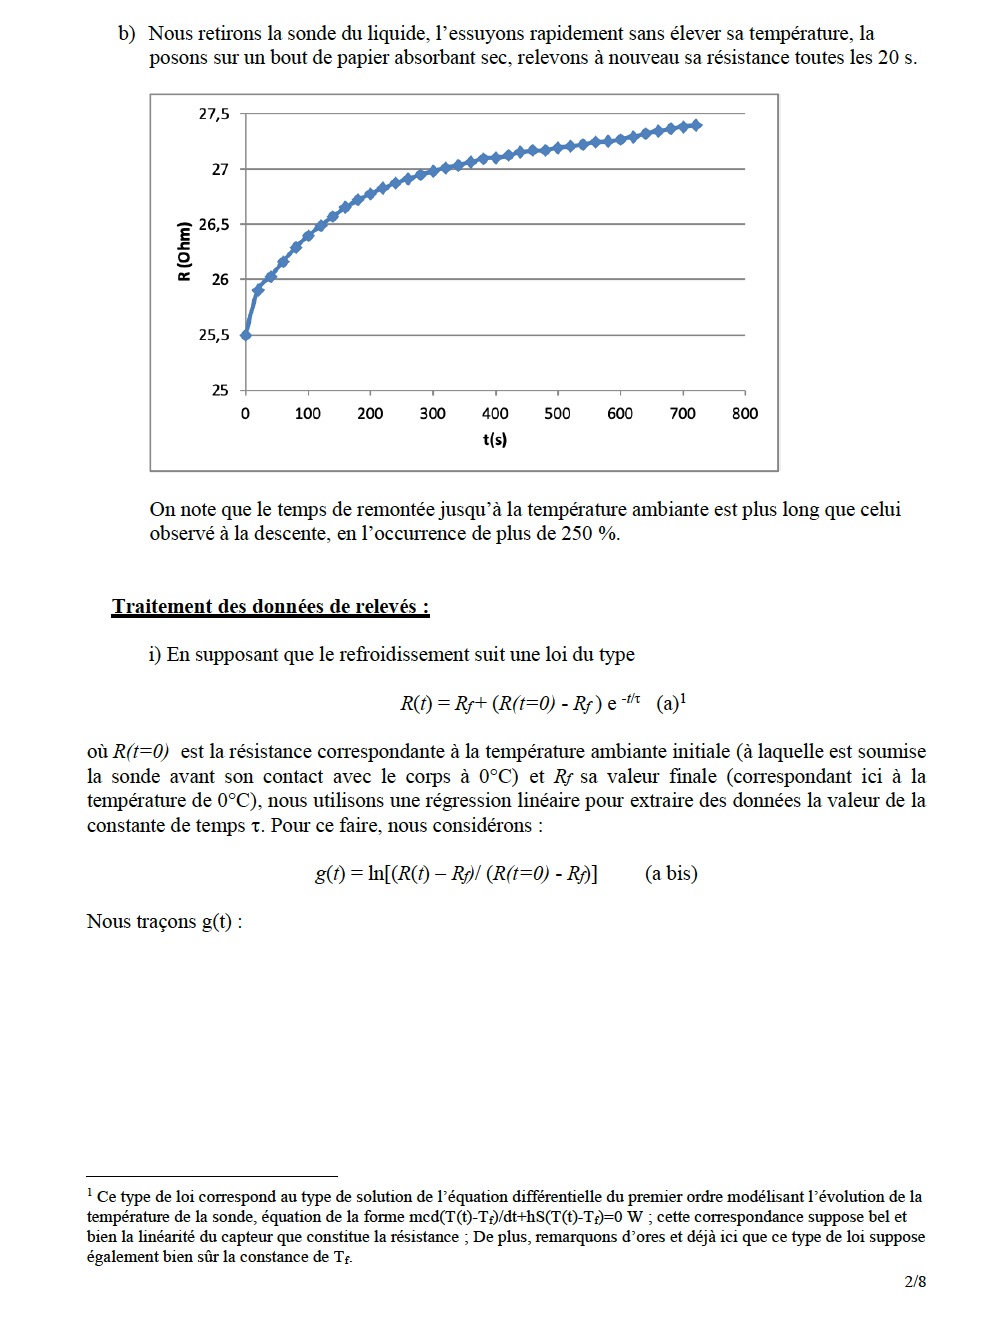 b) Nous retirons la sonde du liquide, l’essuyons rapidement sans élever sa température, la
posons sur un bout de papier absorbant sec, relevons à nouveau sa résistance toutes les 20 s.
27,5
27
26,5
26
25,5
25
R (Ohm)
0 100 200 300 400 500 600 700 800
t(s)
On note que le temps de remontée jusqu’à la température ambiante est plus long que celui
observé à la descente, en l’occurrence de plus de 250 %.
Traitement des données de relevés :
i) En supposant que le refroidissement suit une loi du type
R(t) = Rf + (R(t=0) - Rf ) e -t/τ (a)1
où R(t=0) est la résistance correspondante à la température ambiante initiale (à laquelle est soumise
la sonde avant son contact avec le corps à 0°C) et Rf sa valeur finale (correspondant ici à la
température de 0°C), nous utilisons une régression linéaire pour extraire des données la valeur de la
constante de temps τ. Pour ce faire, nous considérons :
g(t) = ln[(R(t) – Rf)/ (R(t=0) - Rf)] (a bis)
Nous traçons g(t) :
1 Ce type de loi correspond au type de solution de l’équation différentielle du premier ordre modélisant l’évolution de la
température de la sonde, équation de la forme mcd(T(t)-Tf)/dt+hS(T(t)-Tf)=0 W ; cette correspondance suppose bel et
bien la linéarité du capteur que constitue la résistance ; De plus, remarquons d’ores et déjà ici que ce type de loi suppose
également bien sûr la constance de Tf.
2/8